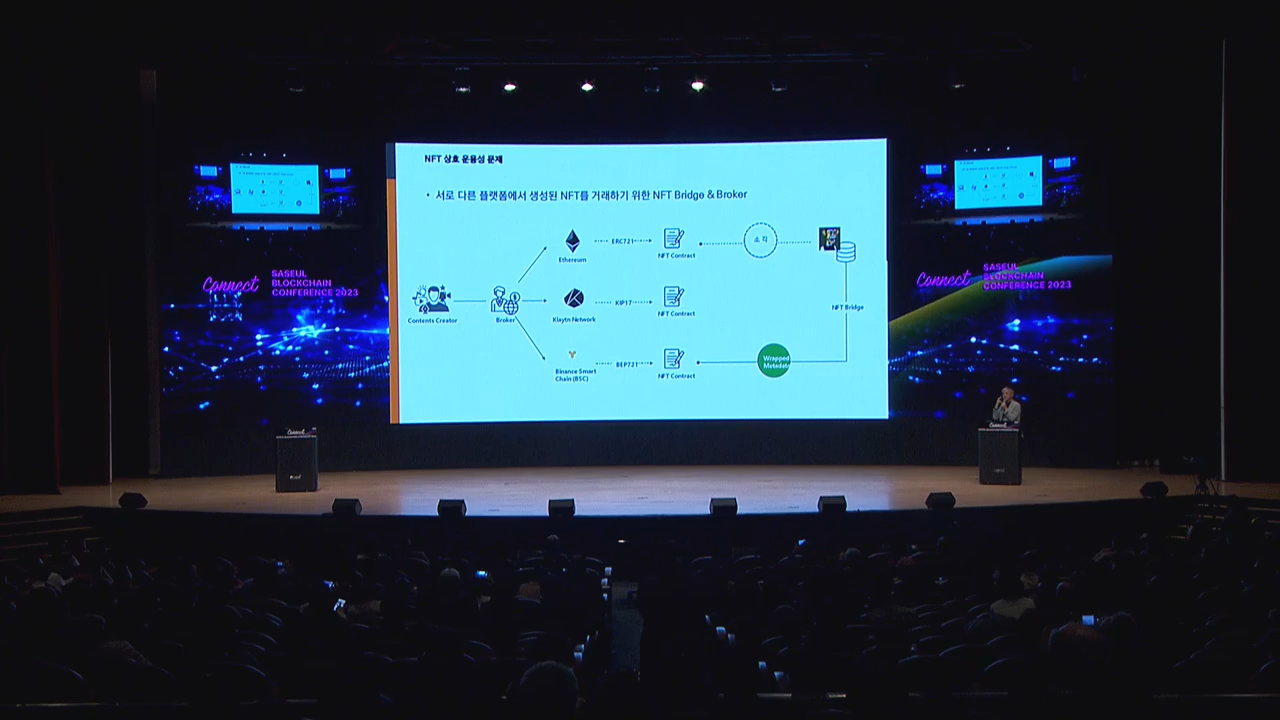 NFT 상호 운용성 문제
• 서로 다른 플랫폼에서 생성된 NFT를 거래하기 위한 NFT Bridge & Broker
Ethereum
ERC721
NFT Contract
소각
Contents Creator
Broker
Klaytn Network
KIP17
NFT Contract
NFT Bridge
Binance Smart
Chain (BSC)
BEP721
NFT Contract
Wrapped
Metadata
Connect
SASEUL
BLOCKCHAIN
CONFERENCE 2023
Connect
SASEUL
BLOCKCHAIN
CONFERENCE 2023
Connect
Connect